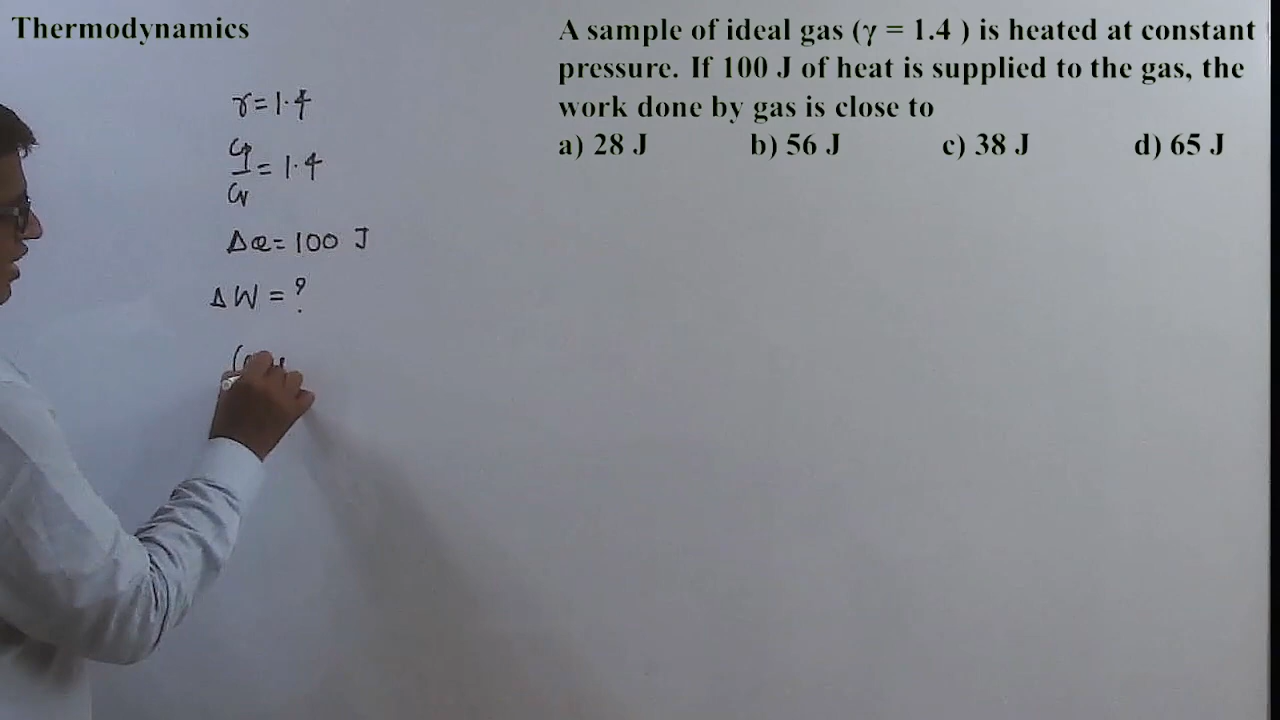 Thermodynamics
A sample of ideal gas (γ = 1.4 ) is heated at constant
pressure. If 100 J of heat is supplied to the gas, the
work done by gas is close to
a) 28 J b) 56 J c) 38 J d) 65 J
γ = 1.4
Cp/Cv = 1.4
ΔQ = 100 J
ΔW = ?